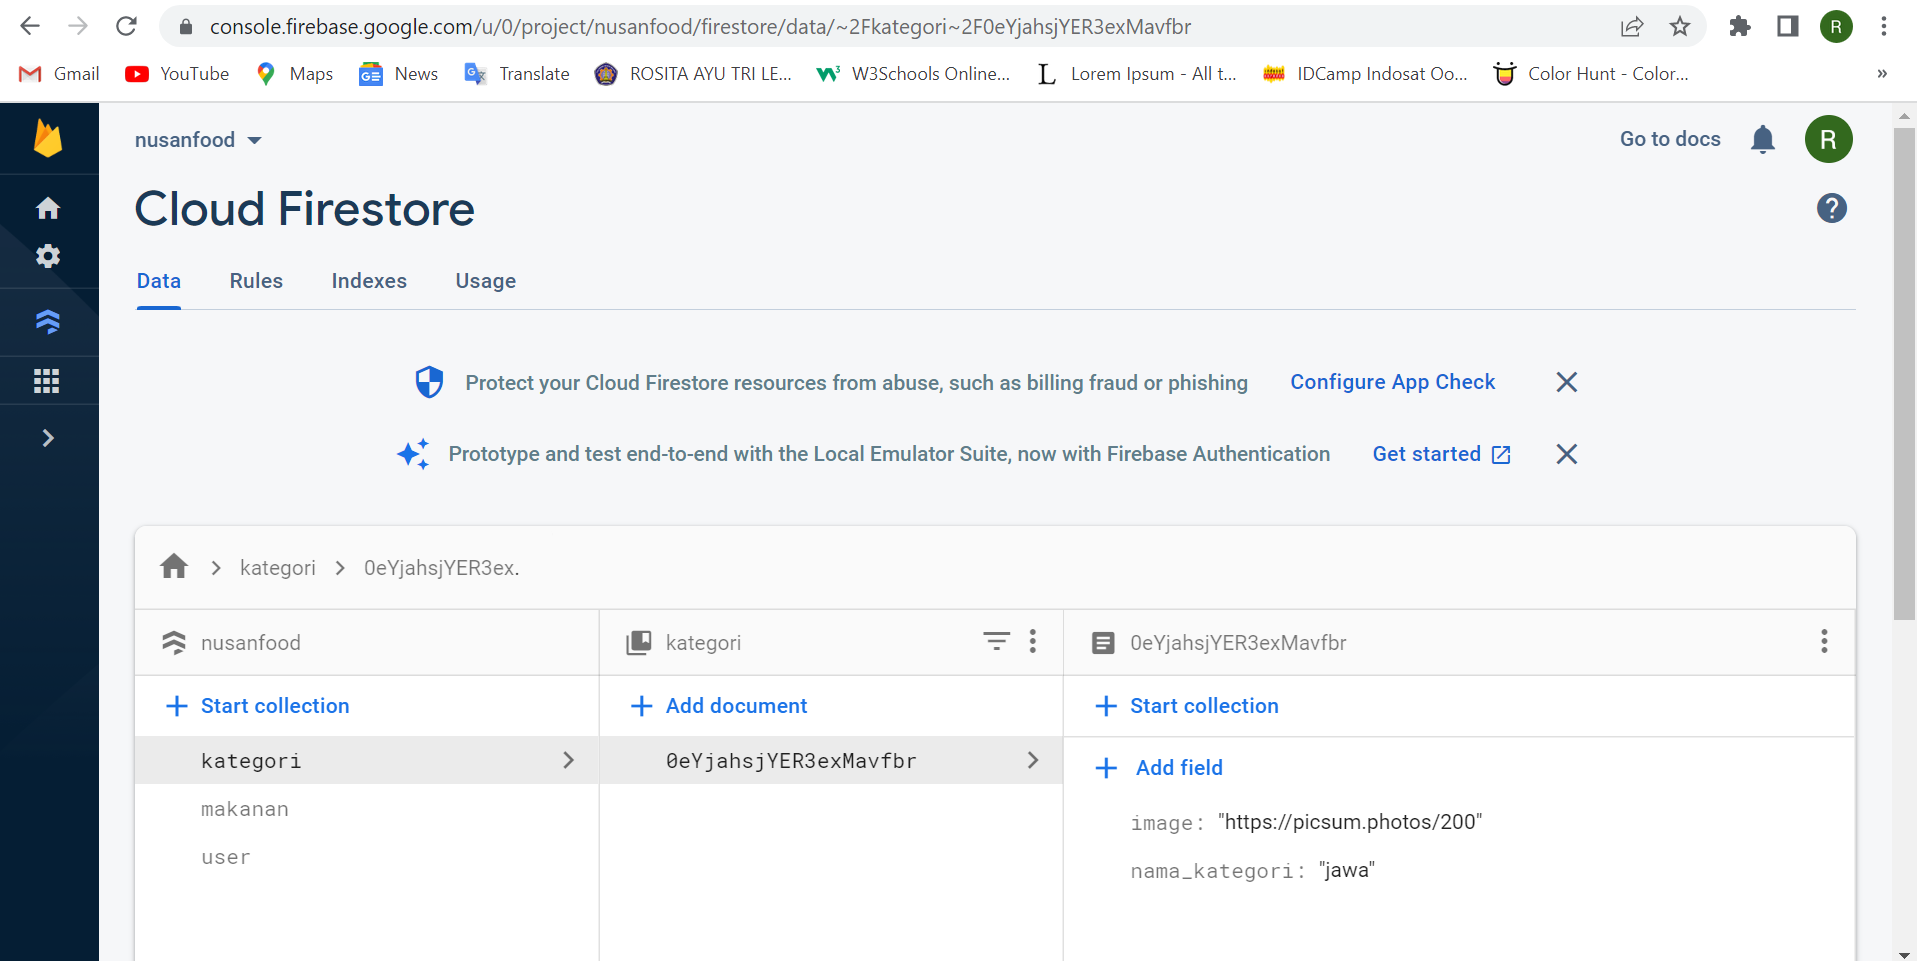 console.firebase.google.com/u/0/project/nusanfood/firestore/data/~2Fkategori~2F0eYjahsjYER3exMavfbr
R
Gmail YouTube Maps News Translate ROSITA AYU TRI LE... W3Schools Online... Lorem Ipsum - All t... IDCamp Indosat Oo... Color Hunt - Color... »
nusanfood Go to docs R
Cloud Firestore ?
Data Rules Indexes Usage
Protect your Cloud Firestore resources from abuse, such as billing fraud or phishing Configure App Check
Prototype and test end-to-end with the Local Emulator Suite, now with Firebase Authentication Get started
kategori 0eYjahsjYER3ex.
nusanfood kategori 0eYjahsjYER3exMavfbr
+ Start collection + Add document + Start collection
kategori 0eYjahsjYER3exMavfbr + Add field
makanan image: "https://picsum.photos/200"
user nama_kategori: "jawa"